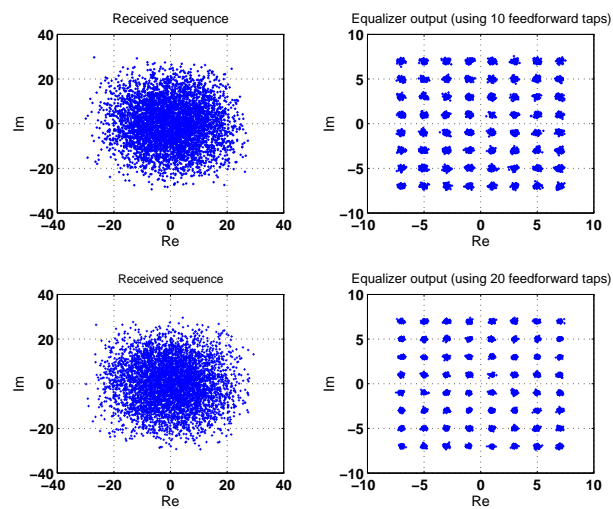 Received sequence
40
20
0
−20
−40
Im
−40 −20 0 20 40
Re
Equalizer output (using 10 feedforward taps)
10
5
0
−5
−10
Im
−10 −5 0 5 10
Re
Received sequence
40
20
0
−20
−40
Im
−40 −20 0 20 40
Re
Equalizer output (using 20 feedforward taps)
10
5
0
−5
−10
Im
−10 −5 0 5 10
Re